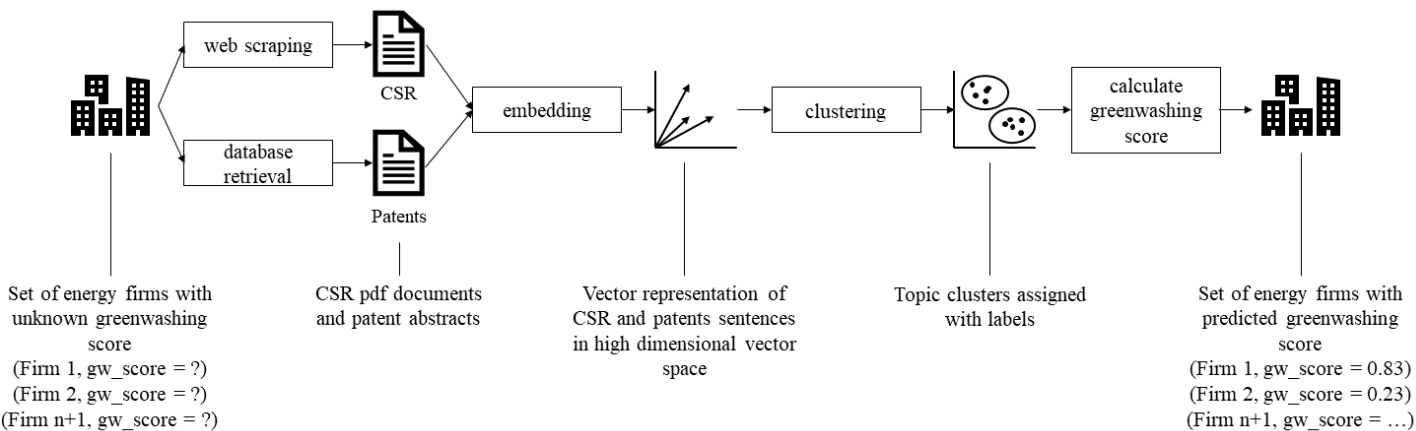 web scraping
CSR
database
retrieval
Patents
embedding
clustering
calculate
greenwashing
score
Set of energy firms with
unknown greenwashing
score
(Firm 1, gw_score = ?)
(Firm 2, gw_score = ?)
(Firm n+1, gw_score = ?)
CSR pdf documents
and patent abstracts
Vector representation of
CSR and patents sentences
in high dimensional vector
space
Topic clusters assigned
with labels
Set of energy firms with
predicted greenwashing
score
(Firm 1, gw_score = 0.83)
(Firm 2, gw_score = 0.23)
(Firm n+1, gw_score = …)